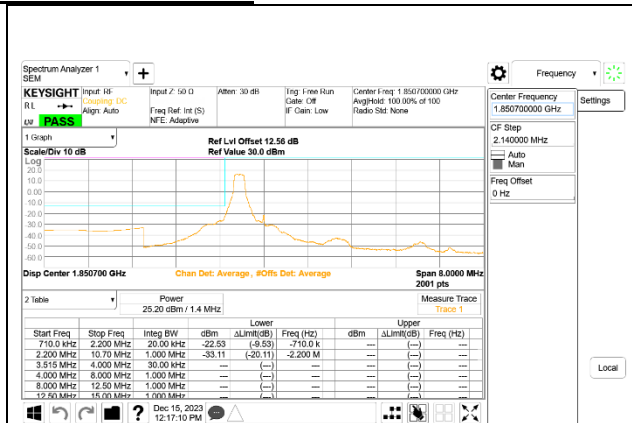 Spectrum Analyzer 1
SEM
Frequency
KEYSIGHT
Input: RF
Input Z: 50 Ω
Atten: 30 dB
Trig: Free Run
Center Freq: 1.850700000 GHz
RL
Coupling: DC
Gate: Off
Avg|Hold: 100.00% of 100
Align: Auto
Freq Ref: Int (S)
IF Gain: Low
Radio Std: None
NFE: Adaptive
PASS
Center Frequency
1.850700000 GHz
Settings
CF Step
2.140000 MHz
Auto
Man
Freq Offset
0 Hz
1 Graph
Ref Lvl Offset 12.56 dB
Scale/Div 10 dB
Ref Value 30.0 dBm
Log
20.0
10.0
0.00
-10.0
-20.0
-30.0
-40.0
-50.0
-60.0
Disp Center 1.850700 GHz
Chan Det: Average, #Offs Det: Average
Span 8.0000 MHz
2001 pts
2 Table
Power
25.20 dBm / 1.4 MHz
Measure Trace
Trace 1
Lower Upper
Start Freq Stop Freq Integ BW dBm ΔLimit(dB) Freq (Hz) dBm ΔLimit(dB) Freq (Hz)
710.0 kHz 2.200 MHz 20.00 kHz -22.53 (-9.53) -710.0 k --- (---) ---
2.200 MHz 10.70 MHz 1.000 MHz -33.11 (-20.11) -2.200 M --- (---) ---
3.515 MHz 4.000 MHz 30.00 kHz --- (---) --- --- (---) ---
4.000 MHz 8.000 MHz 1.000 MHz --- (---) --- --- (---) ---
8.000 MHz 12.50 MHz 1.000 MHz --- (---) --- --- (---) ---
12.50 MHz 15.00 MHz 1.000 MHz --- (---) --- --- (---) ---
Local
?
Dec 15, 2023
12:17:10 PM